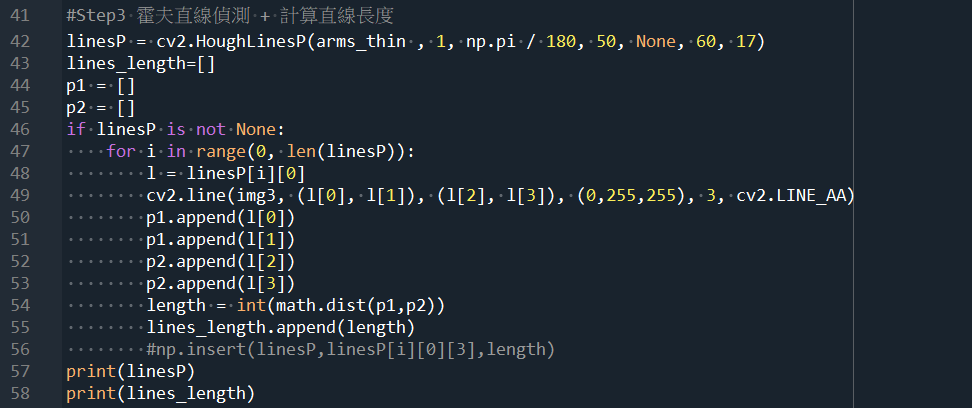 41 #Step3 霍夫直線偵測 + 計算直線長度
42 linesP = cv2.HoughLinesP(arms_thin , 1, np.pi / 180, 50, None, 60, 17)
43 lines_length=[]
44 p1 = []
45 p2 = []
46 if linesP is not None:
47     for i in range(0, len(linesP)):
48         l = linesP[i][0]
49         cv2.line(img3, (l[0], l[1]), (l[2], l[3]), (0,255,255), 3, cv2.LINE_AA)
50         p1.append(l[0])
51         p1.append(l[1])
52         p2.append(l[2])
53         p2.append(l[3])
54         length = int(math.dist(p1,p2))
55         lines_length.append(length)
56         #np.insert(linesP,linesP[i][0][3],length)
57 print(linesP)
58 print(lines_length)